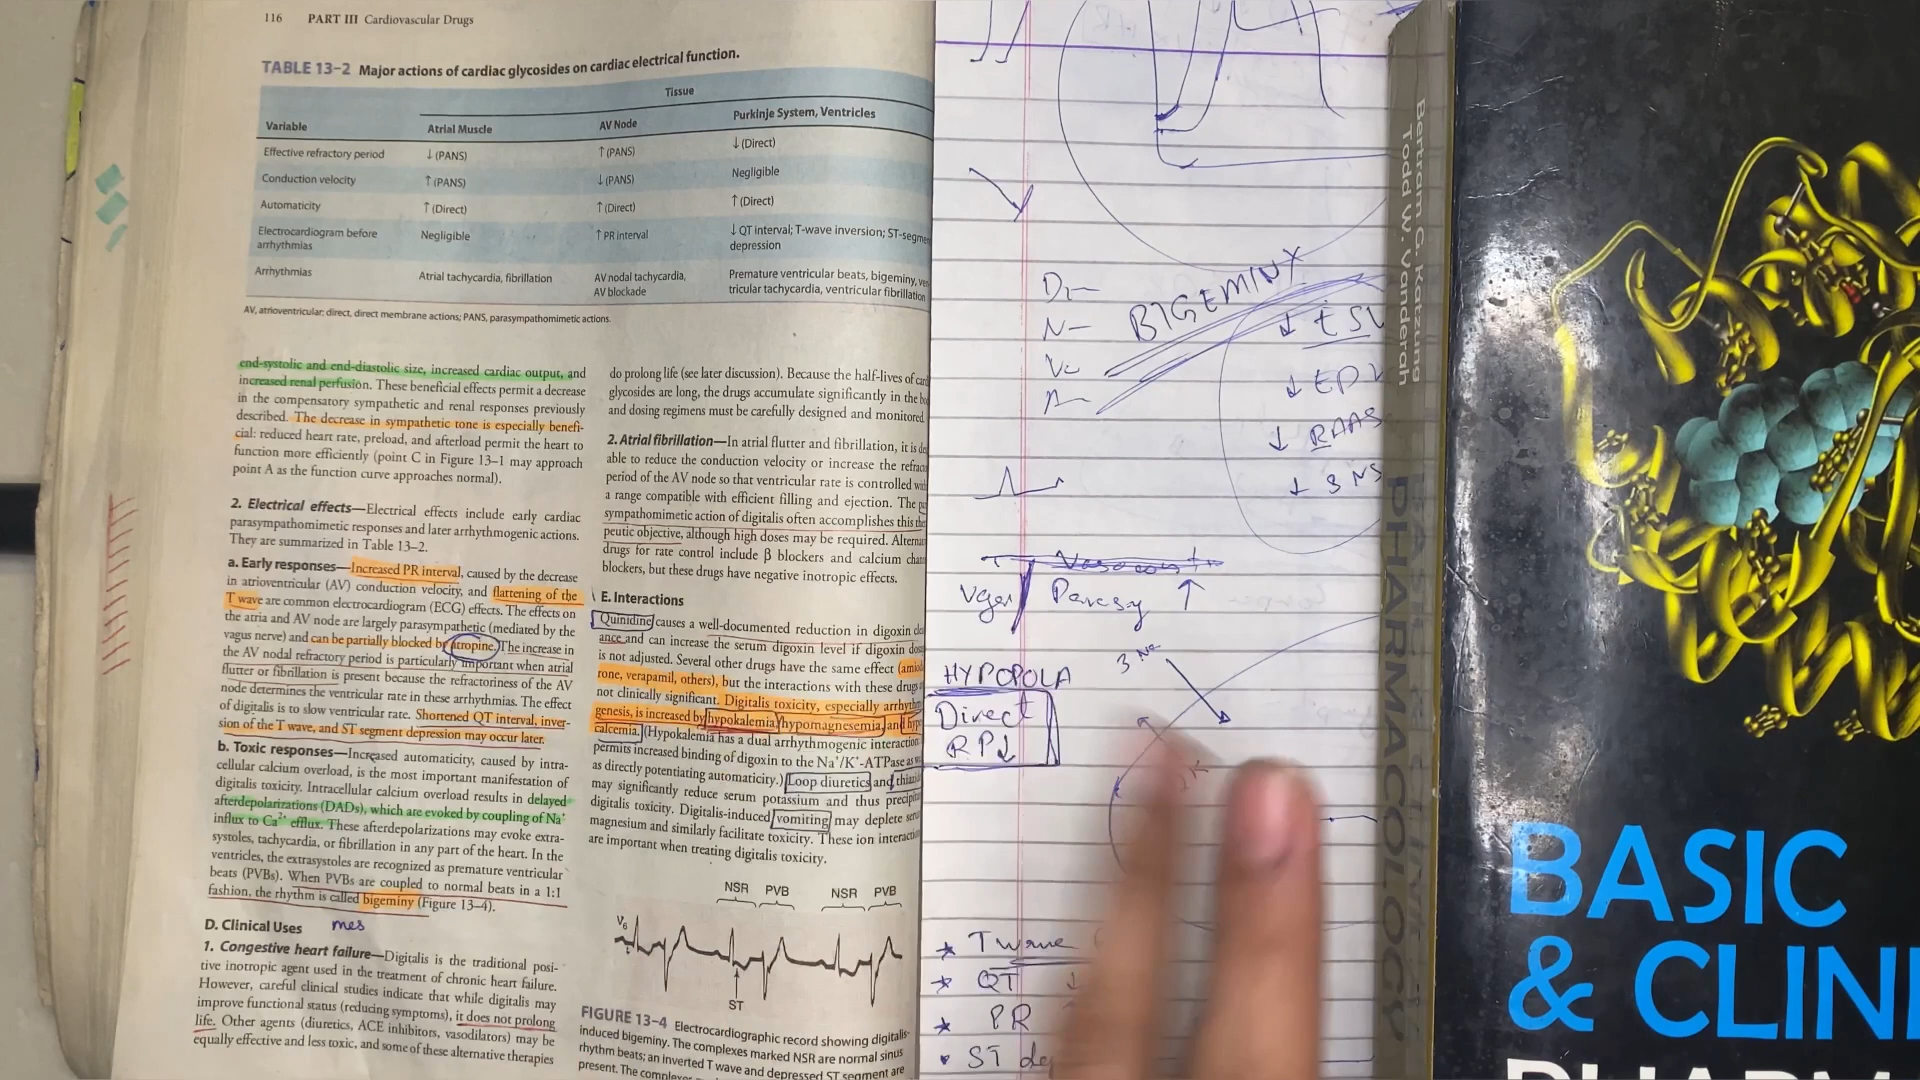 116 PART III Cardiovascular Drugs
TABLE 13–2 Major actions of cardiac glycosides on cardiac electrical function.
Tissue
Variable Atrial Muscle AV Node Purkinje System, Ventricles
Effective refractory period ↓ (PANS) ↑ (PANS) ↓ (Direct)
Conduction velocity ↑ (PANS) ↓ (PANS) Negligible
Automaticity ↑ (Direct) ↑ (Direct) ↑ (Direct)
Electrocardiogram before Negligible ↑ PR interval ↓ QT interval; T-wave inversion; ST-segme
arrhythmias depression
Arrhythmias Atrial tachycardia, fibrillation AV nodal tachycardia, Premature ventricular beats, bigeminy, ve
AV blockade tricular tachycardia, ventricular fibrillation
AV, atrioventricular; direct, direct membrane actions; PANS, parasympathomimetic actions.
end-systolic and end-diastolic size, increased cardiac output, and
increased renal perfusion. These beneficial effects permit a decrease
in the compensatory sympathetic and renal responses previously
described. The decrease in sympathetic tone is especially benefi-
cial: reduced heart rate, preload, and afterload permit the heart to
function more efficiently (point C in Figure 13–1 may approach
point A as the function curve approaches normal).
2. Electrical effects—Electrical effects include early cardiac
parasympathomimetic responses and later arrhythmogenic actions.
They are summarized in Table 13–2.
a. Early responses—Increased PR interval, caused by the decrease
in atrioventricular (AV) conduction velocity, and flattening of the
T wave are common electrocardiogram (ECG) effects. The effects on
the atria and AV node are largely parasympathetic (mediated by the
vagus nerve) and can be partially blocked by atropine. The increase in
the AV nodal refractory period is particularly important when atrial
flutter or fibrillation is present because the refractoriness of the AV
node determines the ventricular rate in these arrhythmias. The effect
of digitalis is to slow ventricular rate. Shortened QT interval, inver-
sion of the T wave, and ST segment depression may occur later.
b. Toxic responses—Increased automaticity, caused by intra-
cellular calcium overload, is the most important manifestation of
digitalis toxicity. Intracellular calcium overload results in delayed
afterdepolarizations (DADs), which are evoked by coupling of Na⁺
influx to Ca²⁺ efflux. These afterdepolarizations may evoke extra-
systoles, tachycardia, or fibrillation in any part of the heart. In the
ventricles, the extrasystoles are recognized as premature ventricular
beats (PVBs). When PVBs are coupled to normal beats in a 1:1
fashion, the rhythm is called bigeminy (Figure 13–4).
D. Clinical Uses mes
1. Congestive heart failure—Digitalis is the traditional posi-
tive inotropic agent used in the treatment of chronic heart failure.
However, careful clinical studies indicate that while digitalis may
improve functional status (reducing symptoms), it does not prolong
life. Other agents (diuretics, ACE inhibitors, vasodilators) may be
equally effective and less toxic, and some of these alternative therapies
do prolong life (see later discussion). Because the half-lives of car
glycosides are long, the drugs accumulate significantly in the
and dosing regimens must be carefully designed and monitored
2. Atrial fibrillation—In atrial flutter and fibrillation, it is de
able to reduce the conduction velocity or increase the refrac
period of the AV node so that ventricular rate is controlled
a range compatible with efficient filling and ejection. The
sympathomimetic action of digitalis often accomplishes this the
peutic objective, although high doses may be required. Alterna
drugs for rate control include β blockers and calcium chan
blockers, but these drugs have negative inotropic effects.
E. Interactions
Quinidine causes a well-documented reduction in digoxin cle
ance and can increase the serum digoxin level if digoxin dos
is not adjusted. Several other drugs have the same effect (amio
rone, verapamil, others), but the interactions with these drugs
not clinically significant. Digitalis toxicity, especially arrhythm
genesis, is increased by hypokalemia, hypomagnesemia, and hype
calcemia. (Hypokalemia has a dual arrhythmogenic interaction
permits increased binding of digoxin to the Na⁺/K⁺-ATPase as
as directly potentiating automaticity.) Loop diuretics and thiazi
may significantly reduce serum potassium and thus precipi
digitalis toxicity. Digitalis-induced vomiting may deplete
magnesium and similarly facilitate toxicity. These ion interac
are important when treating digitalis toxicity.
NSR PVB NSR PVB
V6
ST
FIGURE 13–4 Electrocardiographic record showing digitalis-
induced bigeminy. The complexes marked NSR are normal sinus
rhythm beats; an inverted T wave and depressed ST segment are
present. The
BIGEMINY
↓ ESV
↓ EDV
↓ RAAS
↓ SNS
↑
HYPOPOLA
3 Na
Direct
RP↓
T wave
QT ↓
PR
ST de
Bertram G. Katzung
Todd W. Vanderah
PHARMACOLOGY
BASIC
& CLIN